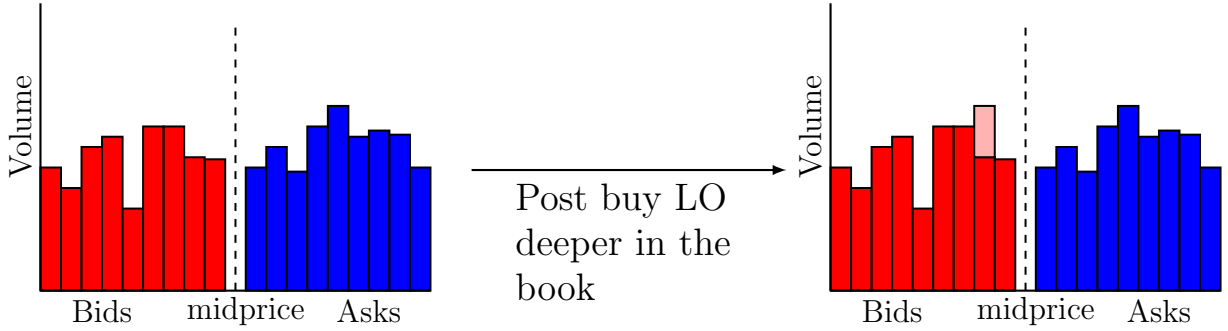 Volume
Bids
midprice
Asks
Post buy LO
deeper in the
book
Volume
Bids
midprice
Asks